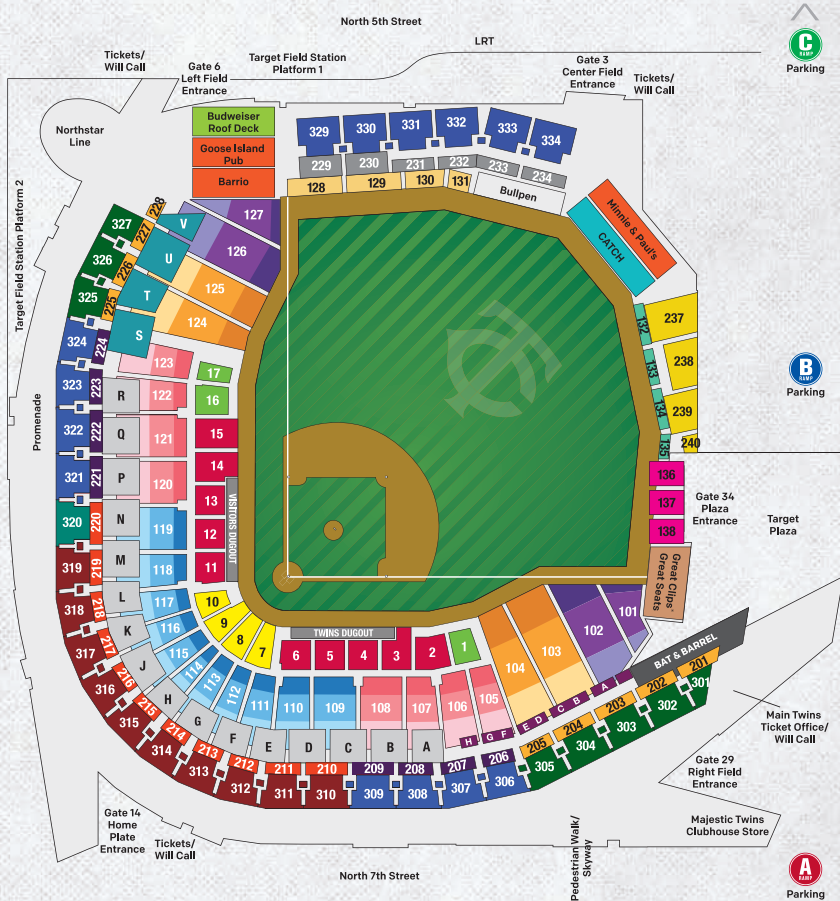 North 5th Street
LRT
C
RAMP
Parking
Tickets/
Will Call
Gate 6
Left Field
Entrance
Target Field Station
Platform 1
Gate 3
Center Field
Entrance
Tickets/
Will Call
Northstar
Line
Budweiser
Roof Deck
Goose Island
Pub
Barrio
329
330
331
332
333
334
229
230
231
232
233
234
128
129
130
131
Bullpen
Minnie & Paul's
CATCH
Target Field Station Platform 2
327
228
227
V
127
326
226
U
126
325
225
T
125
324
224
S
124
132
237
133
238
134
239
135
240
B
RAMP
Parking
Promenade
123
17
323
223
R
122
16
322
222
Q
121
15
321
221
P
120
14
320
220
N
119
13
VISITORS DUGOUT
12
319
219
M
118
11
136
137
138
Gate 34
Plaza
Entrance
Target
Plaza
Great Clips®
Great Seats
318
218
L
117
10
317
217
K
116
9
316
216
J
115
8
315
215
H
114
7
314
214
G
113
313
213
F
112
312
212
E
111
TWINS DUGOUT
6
5
4
3
2
1
110
109
108
107
106
105
104
103
102
101
D
C
B
A
H
G
F
E
D
C
B
A
BAT & BARREL
211
210
209
208
207
206
205
204
203
202
201
311
310
309
308
307
306
305
304
303
302
301
Main Twins
Ticket Office/
Will Call
Gate 29
Right Field
Entrance
Majestic Twins
Clubhouse Store
Gate 14
Home
Plate
Entrance
Tickets/
Will Call
North 7th Street
Pedestrian Walk/
Skyway
A
RAMP
Parking